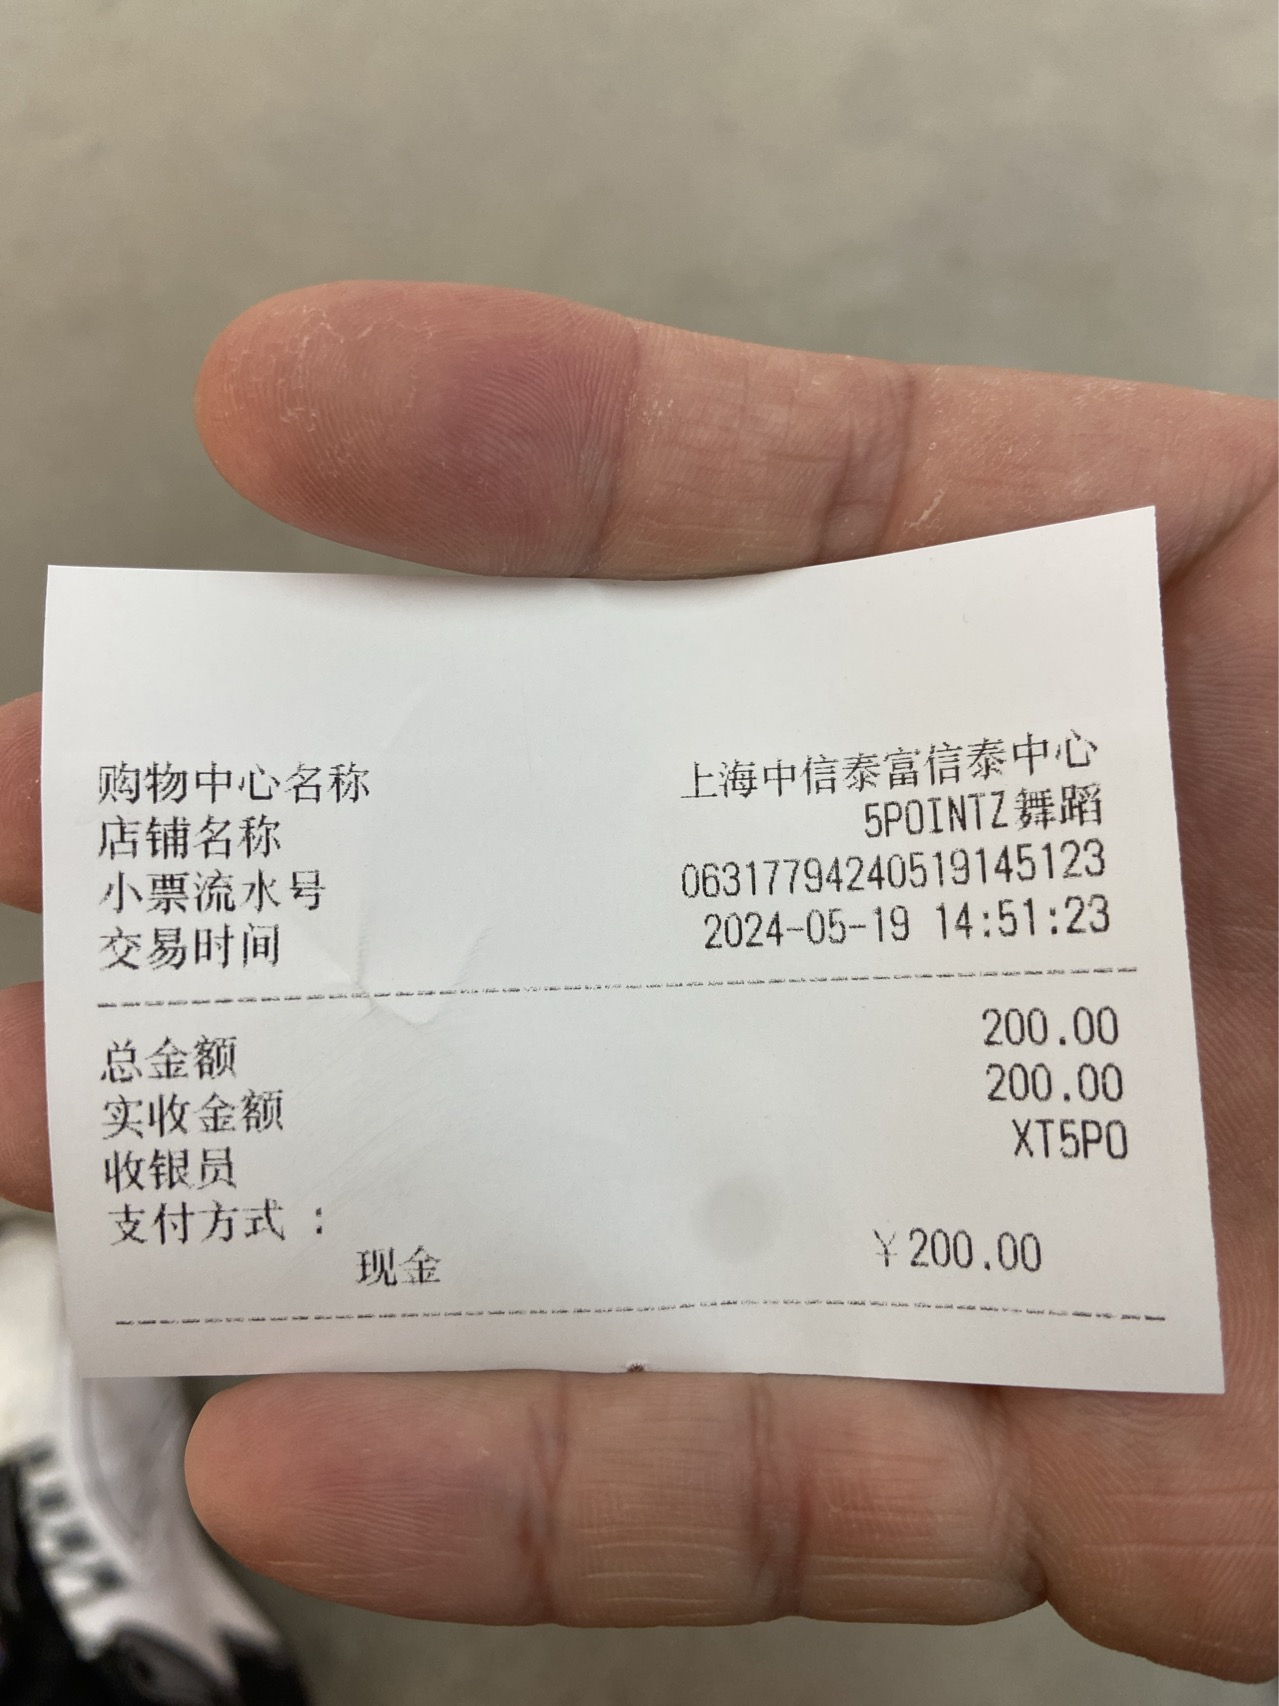 购物中心名称 上海中信泰富信泰中心
店铺名称 5POINTZ舞蹈
小票流水号 06317794240519145123
交易时间 2024-05-19 14:51:23
总金额 200.00
实收金额 200.00
收银员 XT5PO
支付方式 :
现金 ¥200.00